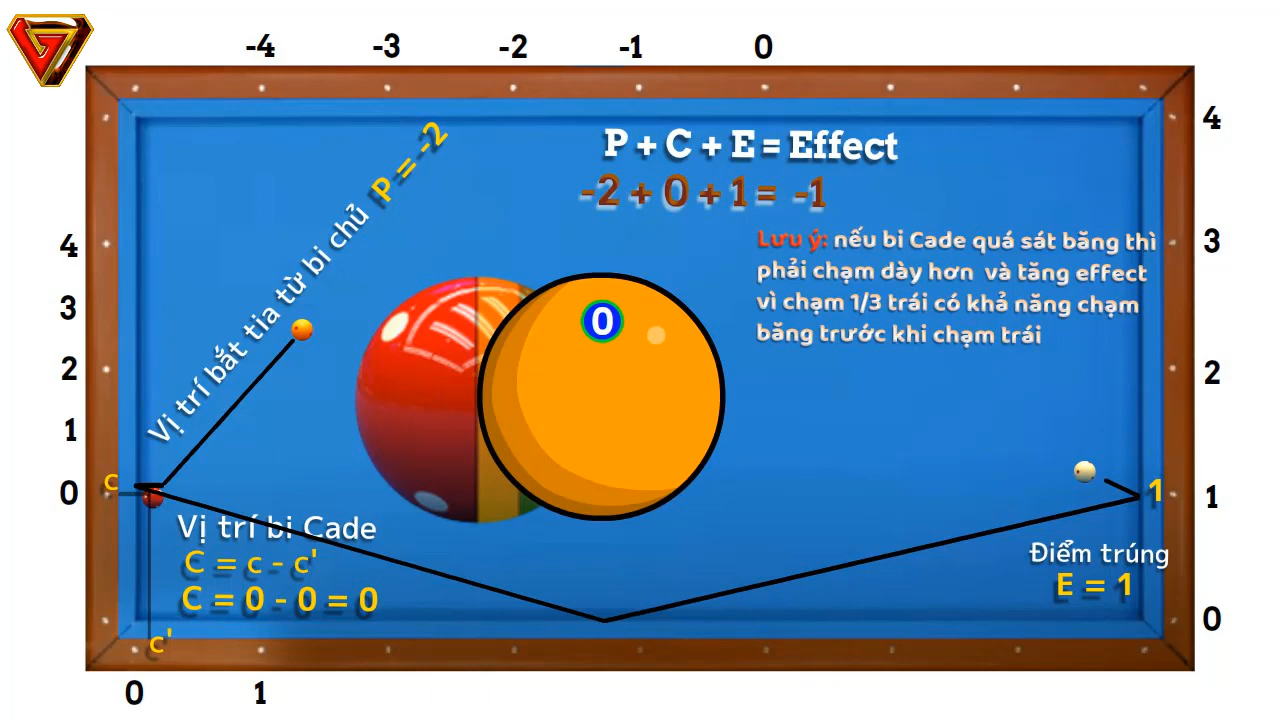 -4 -3 -2 -1 0
P + C + E = Effect
-2 + 0 + 1 = -1
Lưu ý: nếu bi Cade quá sát băng thì
phải chạm dày hơn và tăng effect
vì chạm 1/3 trái có khả năng chạm
băng trước khi chạm trái
Vị trí bắt tia từ bi chủ P = -2
0
4
3
2
1
0
4
3
2
1
0
c
1
Vị trí bi Cade
C = c - c'
C = 0 - 0 = 0
c'
Điểm trúng
E = 1
0 1